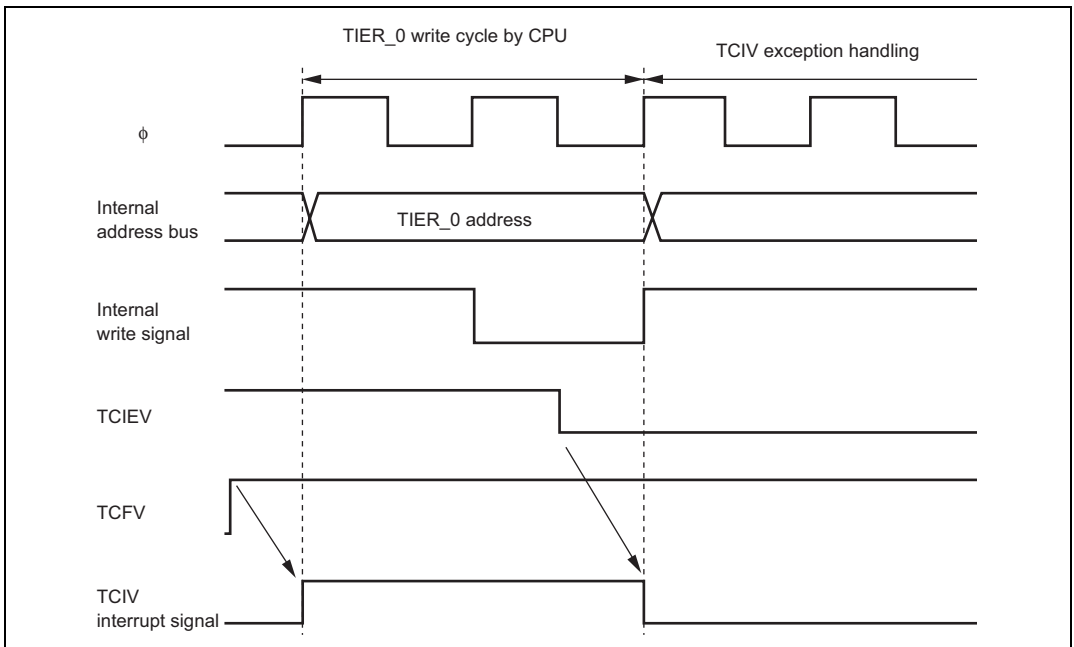 TIER_0 write cycle by CPU
TCIV exception handling
ϕ
Internal
address bus
TIER_0 address
Internal
write signal
TCIEV
TCFV
TCIV
interrupt signal